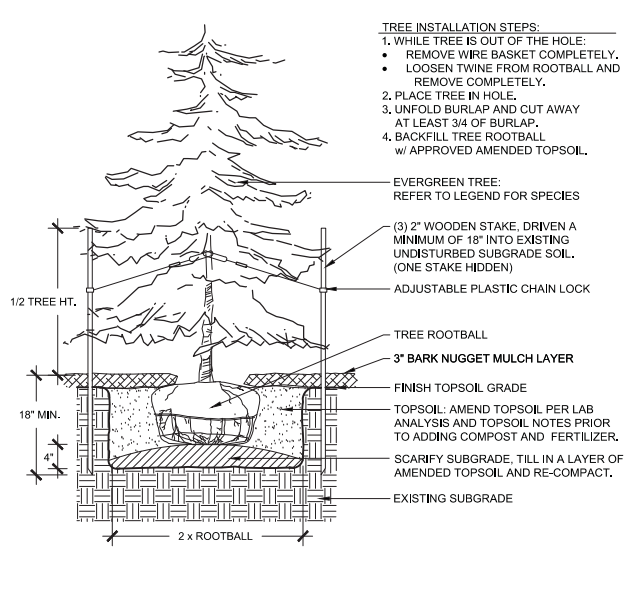 TREE INSTALLATION STEPS:
1. WHILE TREE IS OUT OF THE HOLE:
• REMOVE WIRE BASKET COMPLETELY.
• LOOSEN TWINE FROM ROOTBALL AND
REMOVE COMPLETELY.
2. PLACE TREE IN HOLE.
3. UNFOLD BURLAP AND CUT AWAY
AT LEAST 3/4 OF BURLAP.
4. BACKFILL TREE ROOTBALL
w/ APPROVED AMENDED TOPSOIL.
EVERGREEN TREE:
REFER TO LEGEND FOR SPECIES
(3) 2" WOODEN STAKE, DRIVEN A
MINIMUM OF 18" INTO EXISTING
UNDISTURBED SUBGRADE SOIL.
(ONE STAKE HIDDEN)
ADJUSTABLE PLASTIC CHAIN LOCK
1/2 TREE HT.
TREE ROOTBALL
3" BARK NUGGET MULCH LAYER
FINISH TOPSOIL GRADE
18" MIN.
TOPSOIL: AMEND TOPSOIL PER LAB
ANALYSIS AND TOPSOIL NOTES PRIOR
TO ADDING COMPOST AND FERTILIZER.
4"
SCARIFY SUBGRADE, TILL IN A LAYER OF
AMENDED TOPSOIL AND RE-COMPACT.
EXISTING SUBGRADE
2 x ROOTBALL